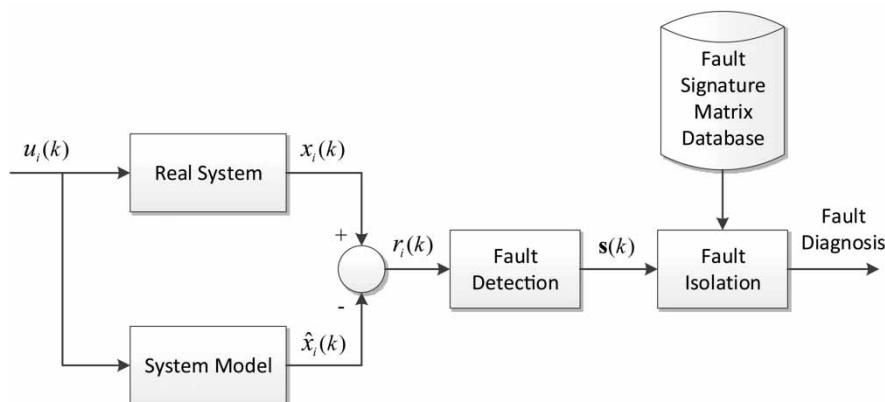 Fault
Signature
Matrix
Database
u_i(k)
Real System
x_i(k)
+
r_i(k)
Fault
Detection
s(k)
Fault
Isolation
Fault
Diagnosis
-
System Model
x̂_i(k)